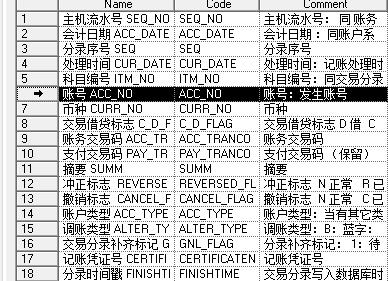 Name Code Comment
1 主机流水号 SEQ_NO SEQ_NO 主机流水号: 同 账务
2 会计日期 ACC_DATE ACC_DATE 会计日期: 同账户系
3 分录序号 SEQ SEQ 分录序号
4 处理时间 CUR_DATE CUR_DATE 处理时间: 记账处理时
5 科目编号 ITM_NO ITM_NO 科目编号: 同交易分录
账号 ACC_NO ACC_NO 账号: 发生账号
7 币种 CURR_NO CURR_NO 币种
8 交易借贷标志 C_D_F C_D_FLAG 交易借贷标志 D 借 C
9 账务交易码 ACC_TR ACC_TRANCO 账务交易码
10 支付交易码 PAY_TR PAY_TRANCO 支付交易码 （保留）
11 摘要 SUMM SUMM 摘要
12 冲正标志 REVERSE REVERSED_FL 冲正标志 N 正常 R 已
13 撤销标志 CANCEL_F CANCEL_FLAG 撤销标志 N 正常 C 已
14 账户类型 ACC_TYPE ACC_TYPE 账户类型: 当有其它类
15 调账类型 ALTER_TY ALTER_TYPE 调账类型: B: 蓝字:
16 交易分录补齐标记 G GNL_FLAG 交易分录补齐标记: 1: 待
17 记账凭证号 CERTIF CERTIFICATEN 记账凭证号
18 分录时间戳 FINISHTI FINISHTIME 交易分录写入数据库时